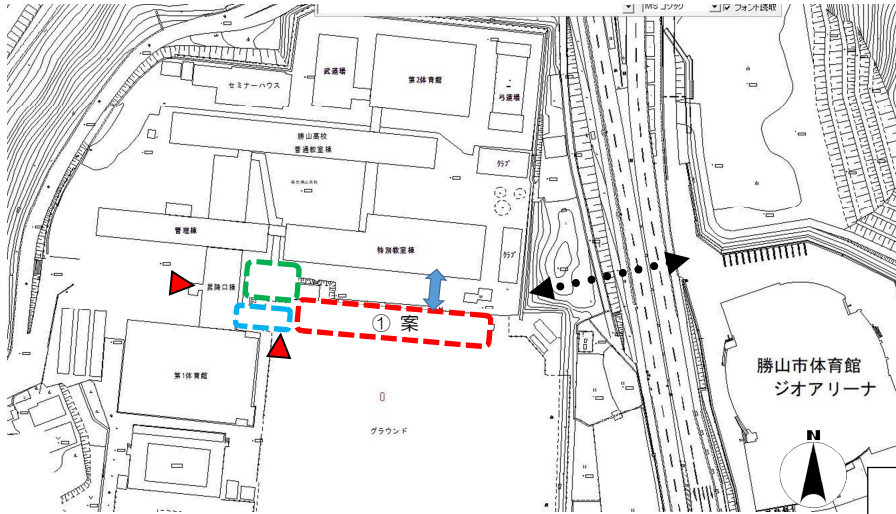 MS ゴシック
フォント読取
武道場
第2体育館
弓道場
セミナーハウス
勝山高校
普通教室棟
クラブ
管理棟
特別教室棟
クラブ
昇降口棟
① 案
第1体育館
0
グラウンド
勝山市体育館
ジオアリーナ
N